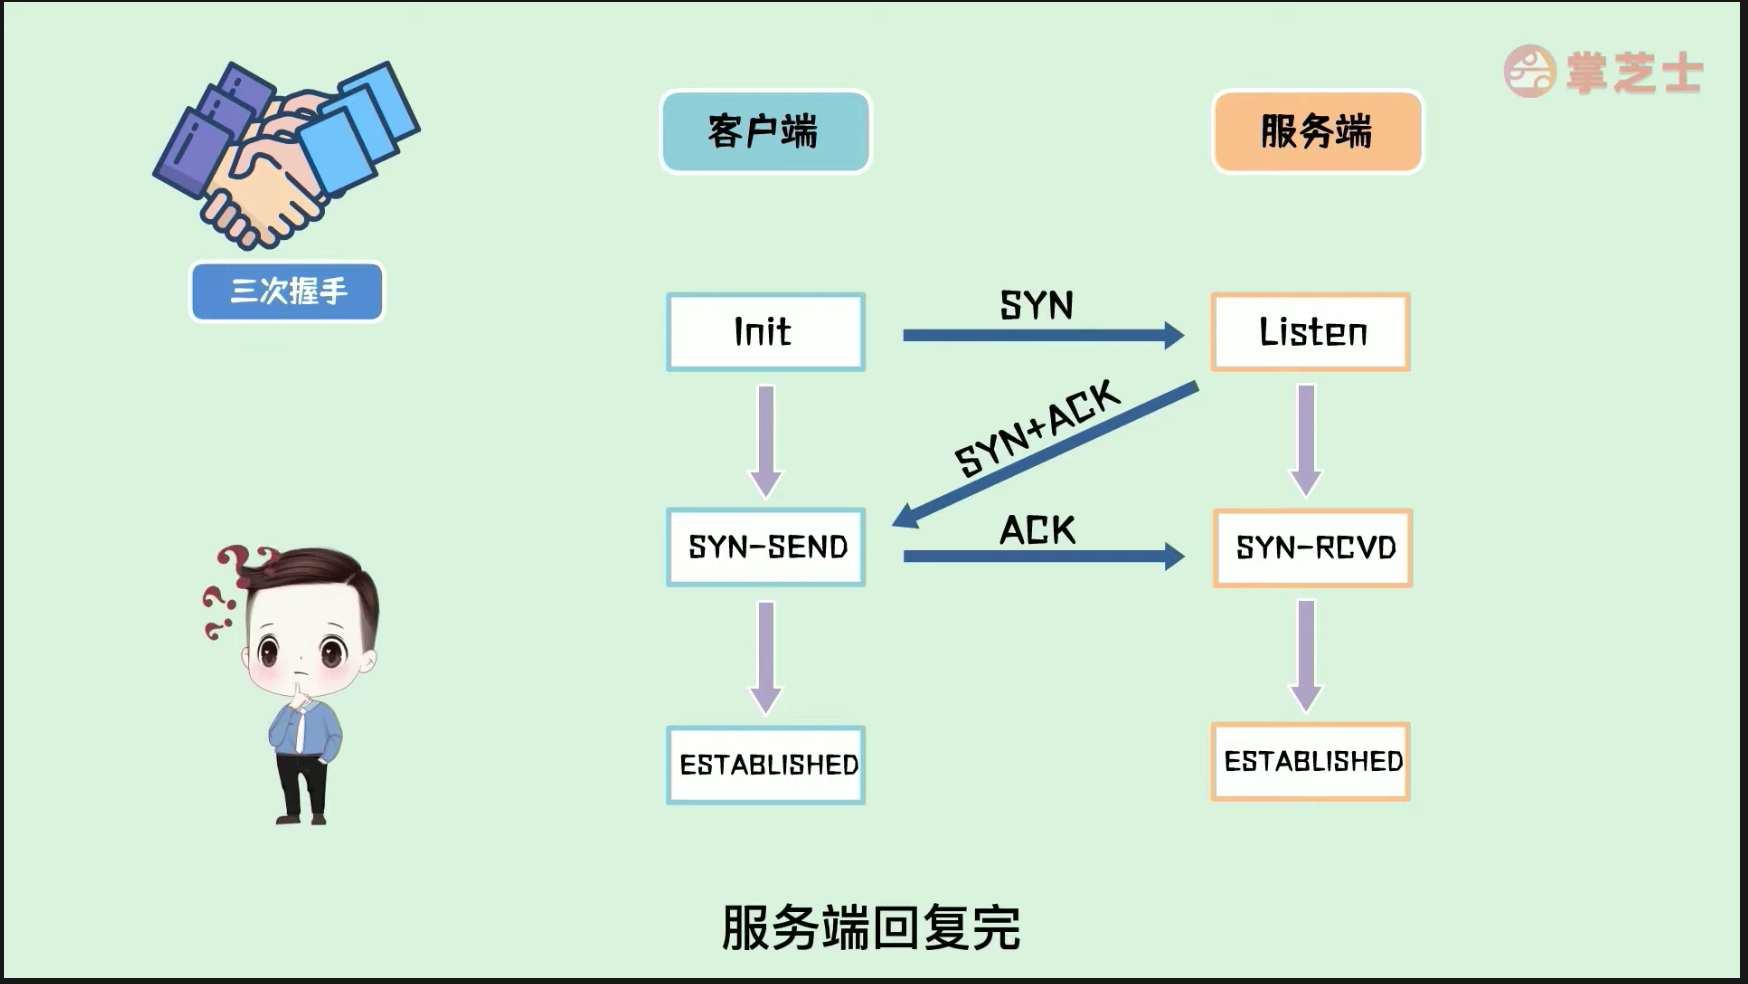 掌芝士
客户端
服务端
三次握手
Init
SYN
Listen
SYN+ACK
SYN-SEND
ACK
SYN-RCVD
ESTABLISHED
ESTABLISHED
???
?
服务端回复完